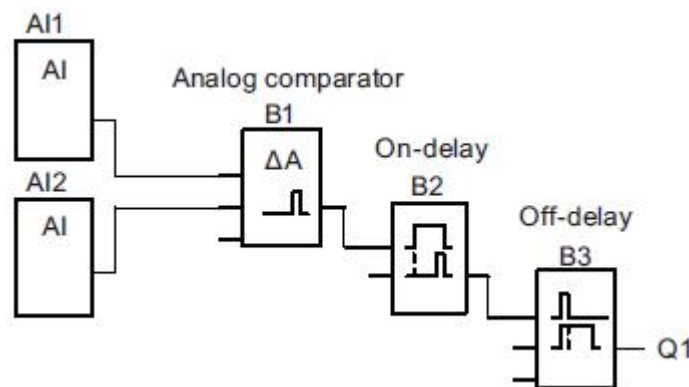 AI1
AI
Analog comparator
B1
ΔA
On-delay
B2
AI2
AI
Off-delay
B3
Q1